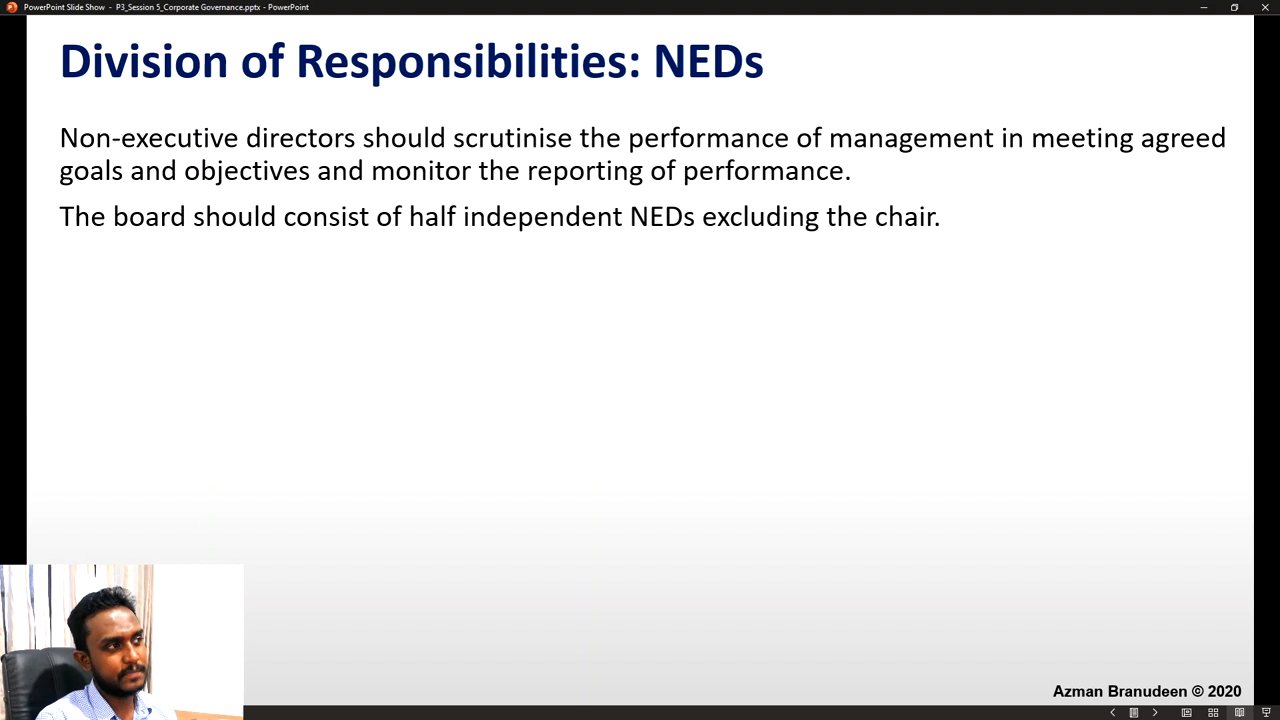 PowerPoint Slide Show - P3_Session 5_Corporate Governance.pptx - PowerPoint
Division of Responsibilities: NEDs
Non-executive directors should scrutinise the performance of management in meeting agreed
goals and objectives and monitor the reporting of performance.
The board should consist of half independent NEDs excluding the chair.
Azman Branudeen © 2020